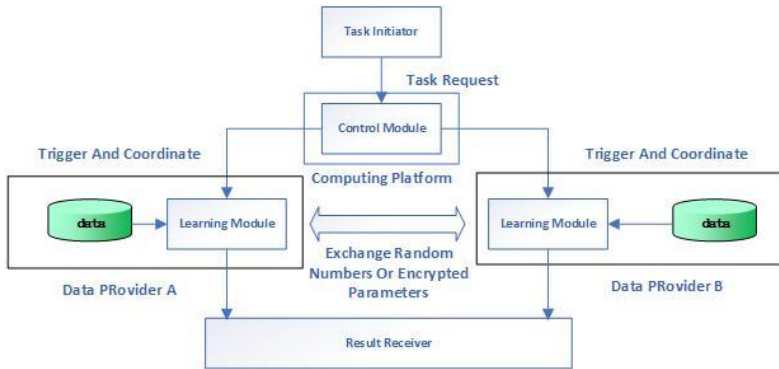 Task Initiator
Task Request
Control Module
Trigger And Coordinate
Trigger And Coordinate
Computing Platform
data
Learning Module
Learning Module
data
Exchange Random
Numbers Or Encrypted
Parameters
Data PRovider A
Data PRovider B
Result Receiver